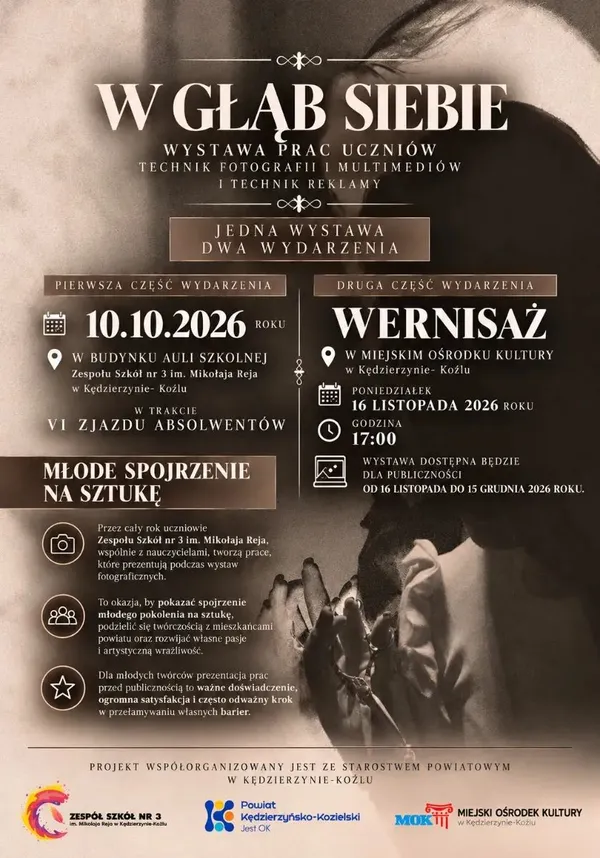 W GŁĄB SIEBIE
WYSTAWA PRAC UCZNIÓW
TECHNIK FOTOGRAFII I MULTIMEDIÓW
I TECHNIK REKLAMY
JEDNA WYSTAWA
DWA WYDARZENIA
PIERWSZA CZĘŚĆ WYDARZENIA
10.10.2026 ROKU
W BUDYNKU AULI SZKOLNEJ
Zespołu Szkół nr 3 im. Mikołaja Reja
w Kędzierzynie- Koźlu
W TRAKCIE
VI ZJAZDU ABSOLWENTÓW
DRUGA CZĘŚĆ WYDARZENIA
WERNISAŻ
W MIEJSKIM OŚRODKU KULTURY
w Kędzierzynie- Koźlu
PONIEDZIAŁEK
16 LISTOPADA 2026 ROKU
GODZINA
17:00
WYSTAWA DOSTĘPNA BĘDZIE
DLA PUBLICZNOŚCI
OD 16 LISTOPADA DO 15 GRUDNIA 2026 ROKU.
MŁODE SPOJRZENIE
NA SZTUKĘ
Przez cały rok uczniowie
Zespołu Szkół nr 3 im. Mikołaja Reja,
wspólnie z nauczycielami, tworzą prace,
które prezentują podczas wystaw
fotograficznych.
To okazja, by pokazać spojrzenie
młodego pokolenia na sztukę,
podzielić się twórczością z mieszkańcami
powiatu oraz rozwijać własne pasje
i artystyczną wrażliwość.
Dla młodych twórców prezentacja prac
przed publicznością to ważne doświadczenie,
ogromna satysfakcja i często odważny krok
w przełamywaniu własnych barier.
PROJEKT WSPÓŁORGANIZOWANY JEST ZE STAROSTWEM POWIATOWYM
W KĘDZIERZYNIE-KOŹLU
ZESPÓŁ SZKÓŁ NR 3
im. Mikołaja Reja w Kędzierzynie-Koźlu
Powiat
Kędzierzyńsko-Kozielski
Jest OK
MOK
MIEJSKI OŚRODEK KULTURY
w Kędzierzynie-Koźlu